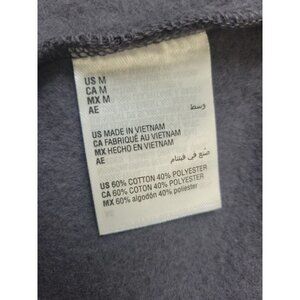 US M
CA M
MX M
AE وسط
US MADE IN VIETNAM
CA FABRIQUÉ AU VIETNAM
MX HECHO EN VIETNAM
AE صنع في فيتنام
US 60% COTTON 40% POLYESTER
CA 60% COTON 40% POLYESTER
MX 60% algodón 40% poliester